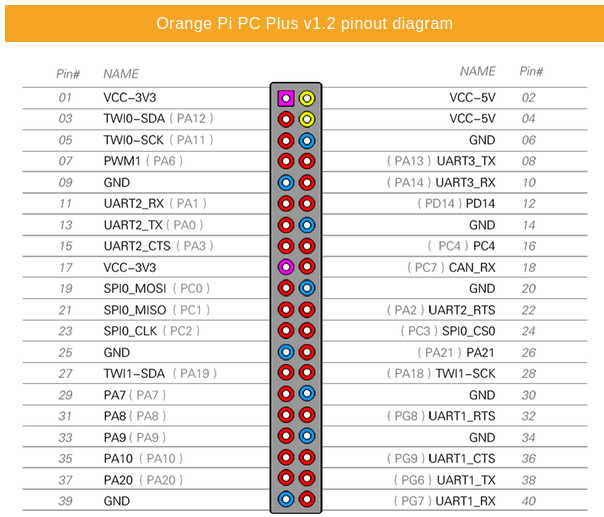 Orange Pi PC Plus v1.2 pinout diagram
Pin# NAME NAME Pin#
01 VCC-3V3 VCC-5V 02
03 TWI0-SDA ( PA12 ) VCC-5V 04
05 TWI0-SCK ( PA11 ) GND 06
07 PWM1 ( PA6 ) ( PA13 ) UART3_TX 08
09 GND ( PA14 ) UART3_RX 10
11 UART2_RX ( PA1 ) ( PD14 ) PD14 12
13 UART2_TX ( PA0 ) GND 14
15 UART2_CTS ( PA3 ) ( PC4 ) PC4 16
17 VCC-3V3 ( PC7 ) CAN_RX 18
19 SPI0_MOSI ( PC0 ) GND 20
21 SPI0_MISO ( PC1 ) ( PA2 ) UART2_RTS 22
23 SPI0_CLK ( PC2 ) ( PC3 ) SPI0_CS0 24
25 GND ( PA21 ) PA21 26
27 TWI1-SDA ( PA19 ) ( PA18 ) TWI1-SCK 28
29 PA7 ( PA7 ) GND 30
31 PA8 ( PA8 ) ( PG8 ) UART1_RTS 32
33 PA9 ( PA9 ) GND 34
35 PA10 ( PA10 ) ( PG9 ) UART1_CTS 36
37 PA20 ( PA20 ) ( PG6 ) UART1_TX 38
39 GND ( PG7 ) UART1_RX 40